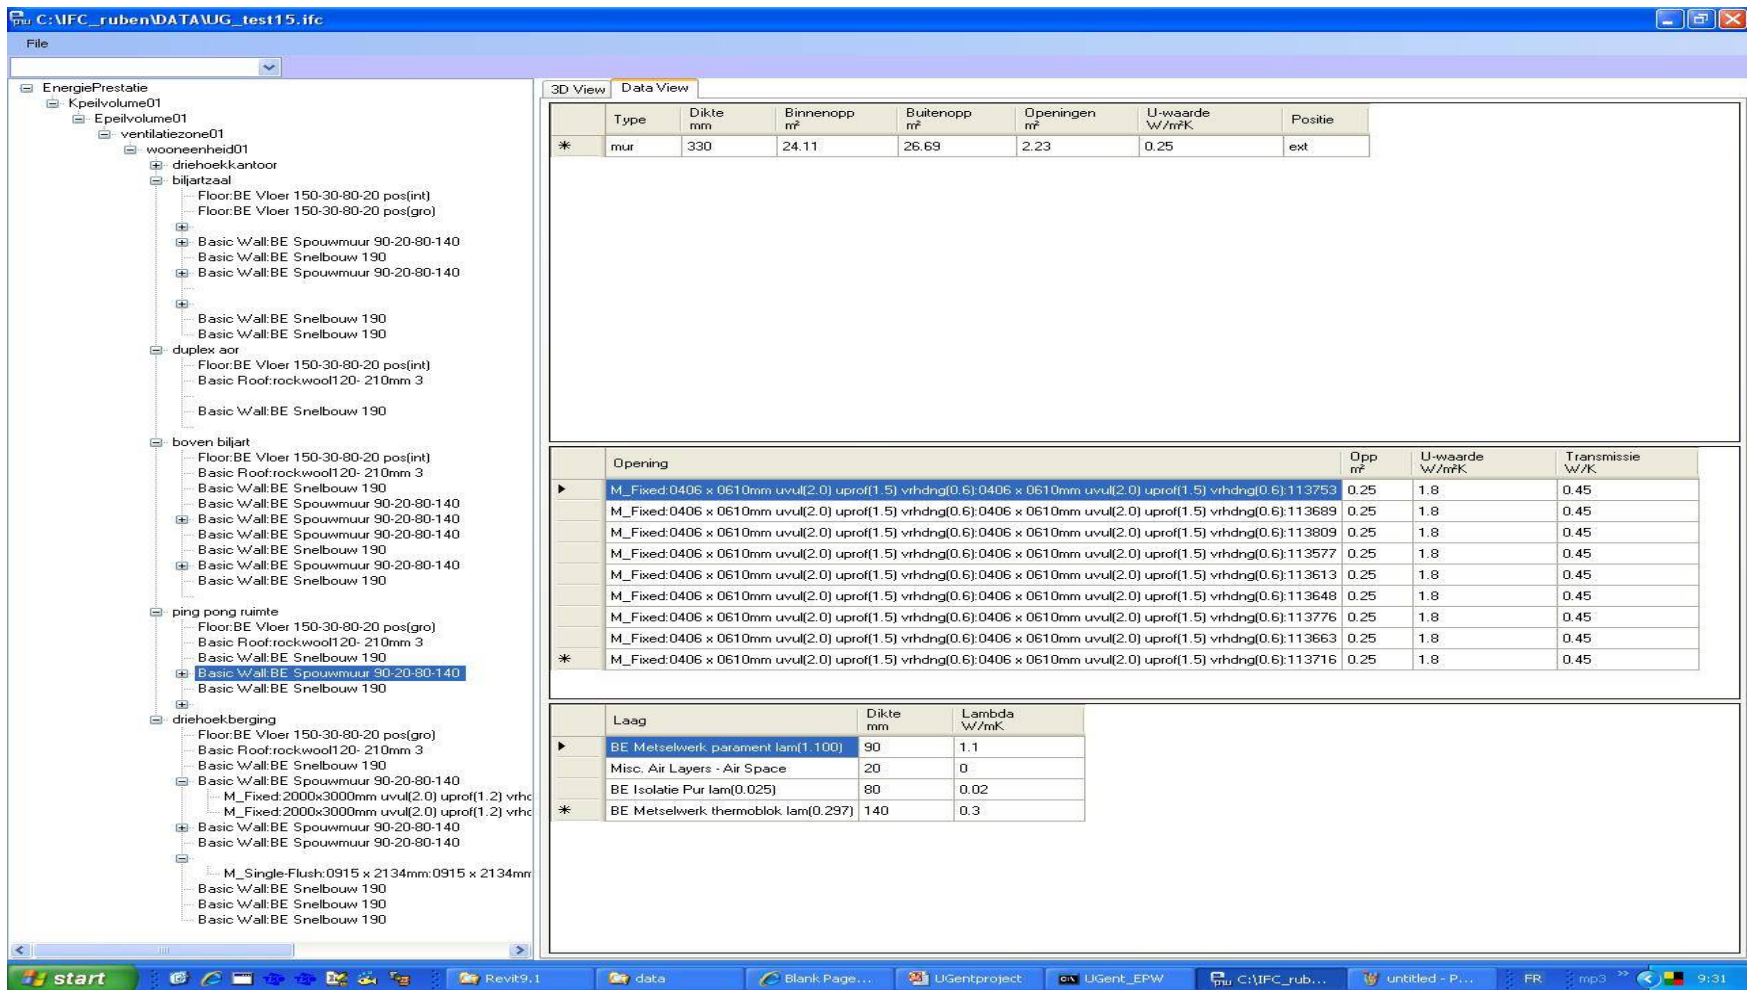 C:\IFC_ruben\DATA\UG_test15.ifc
File
EnergiePrestatie
Kpeilvolume01
Epeilvolume01
ventilatiezone01
wooneenheid01
driehoekkantoor
biljartzaal
Floor:BE Vloer 150-30-80-20 pos(int)
Floor:BE Vloer 150-30-80-20 pos(gro)
Basic Wall:BE Spouwmuur 90-20-80-140
Basic Wall:BE Snelbouw 190
Basic Wall:BE Spouwmuur 90-20-80-140
Basic Wall:BE Snelbouw 190
Basic Wall:BE Snelbouw 190
duplex aor
Floor:BE Vloer 150-30-80-20 pos(int)
Basic Roof:rockwool120- 210mm 3
Basic Wall:BE Snelbouw 190
boven biljart
Floor:BE Vloer 150-30-80-20 pos(int)
Basic Roof:rockwool120- 210mm 3
Basic Wall:BE Snelbouw 190
Basic Wall:BE Spouwmuur 90-20-80-140
Basic Wall:BE Spouwmuur 90-20-80-140
Basic Wall:BE Spouwmuur 90-20-80-140
Basic Wall:BE Snelbouw 190
Basic Wall:BE Spouwmuur 90-20-80-140
Basic Wall:BE Snelbouw 190
ping pong ruimte
Floor:BE Vloer 150-30-80-20 pos(gro)
Basic Roof:rockwool120- 210mm 3
Basic Wall:BE Snelbouw 190
Basic Wall:BE Spouwmuur 90-20-80-140
Basic Wall:BE Snelbouw 190
driehoekberging
Floor:BE Vloer 150-30-80-20 pos(gro)
Basic Roof:rockwool120- 210mm 3
Basic Wall:BE Snelbouw 190
Basic Wall:BE Spouwmuur 90-20-80-140
M_Fixed:2000x3000mm uvul(2.0) uprof(1.2) vrhd
M_Fixed:2000x3000mm uvul(2.0) uprof(1.2) vrhd
Basic Wall:BE Spouwmuur 90-20-80-140
Basic Wall:BE Spouwmuur 90-20-80-140
M_Single-Flush:0915 x 2134mm:0915 x 2134mm
Basic Wall:BE Snelbouw 190
Basic Wall:BE Snelbouw 190
Basic Wall:BE Snelbouw 190
3D View Data View
Type Dikte mm Binnenopp m² Buitenopp m² Openingen m² U-waarde W/m²K Positie
mur 330 24.11 26.69 2.23 0.25 ext
Opening Opp m² U-waarde W/m²K Transmissie W/K
M_Fixed:0406 x 0610mm uvul(2.0) uprof(1.5) vrhdng(0.6):0406 x 0610mm uvul(2.0) uprof(1.5) vrhdng(0.6):113753 0.25 1.8 0.45
M_Fixed:0406 x 0610mm uvul(2.0) uprof(1.5) vrhdng(0.6):0406 x 0610mm uvul(2.0) uprof(1.5) vrhdng(0.6):113689 0.25 1.8 0.45
M_Fixed:0406 x 0610mm uvul(2.0) uprof(1.5) vrhdng(0.6):0406 x 0610mm uvul(2.0) uprof(1.5) vrhdng(0.6):113809 0.25 1.8 0.45
M_Fixed:0406 x 0610mm uvul(2.0) uprof(1.5) vrhdng(0.6):0406 x 0610mm uvul(2.0) uprof(1.5) vrhdng(0.6):113577 0.25 1.8 0.45
M_Fixed:0406 x 0610mm uvul(2.0) uprof(1.5) vrhdng(0.6):0406 x 0610mm uvul(2.0) uprof(1.5) vrhdng(0.6):113613 0.25 1.8 0.45
M_Fixed:0406 x 0610mm uvul(2.0) uprof(1.5) vrhdng(0.6):0406 x 0610mm uvul(2.0) uprof(1.5) vrhdng(0.6):113648 0.25 1.8 0.45
M_Fixed:0406 x 0610mm uvul(2.0) uprof(1.5) vrhdng(0.6):0406 x 0610mm uvul(2.0) uprof(1.5) vrhdng(0.6):113776 0.25 1.8 0.45
M_Fixed:0406 x 0610mm uvul(2.0) uprof(1.5) vrhdng(0.6):0406 x 0610mm uvul(2.0) uprof(1.5) vrhdng(0.6):113663 0.25 1.8 0.45
M_Fixed:0406 x 0610mm uvul(2.0) uprof(1.5) vrhdng(0.6):0406 x 0610mm uvul(2.0) uprof(1.5) vrhdng(0.6):113716 0.25 1.8 0.45
Laag Dikte mm Lambda W/mK
BE Metselwerk parament lam(1.100) 90 1.1
Misc. Air Layers - Air Space 20 0
BE Isolatie Pur lam(0.025) 80 0.02
BE Metselwerk thermoblok lam(0.297) 140 0.3
start Revit9.1 data Blank Page... UGentproject UGent_EPW C:\IFC_rub... untitled - P... FR mp3 9:31